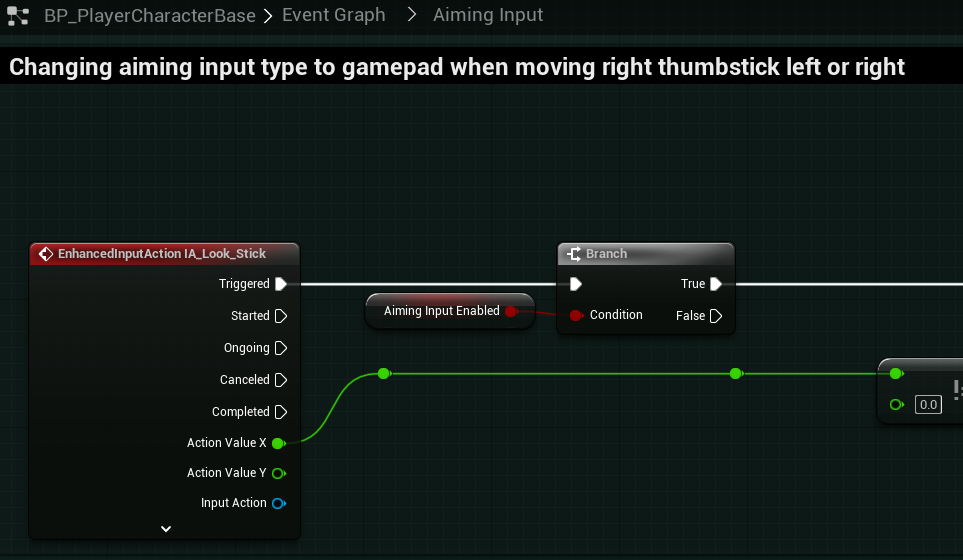 BP_PlayerCharacterBase > Event Graph > Aiming Input
Changing aiming input type to gamepad when moving right thumbstick left or right
EnhancedInputAction IA_Look_Stick
Triggered
Started
Ongoing
Canceled
Completed
Action Value X
Action Value Y
Input Action
Aiming Input Enabled
Branch
True
Condition
False
0.0